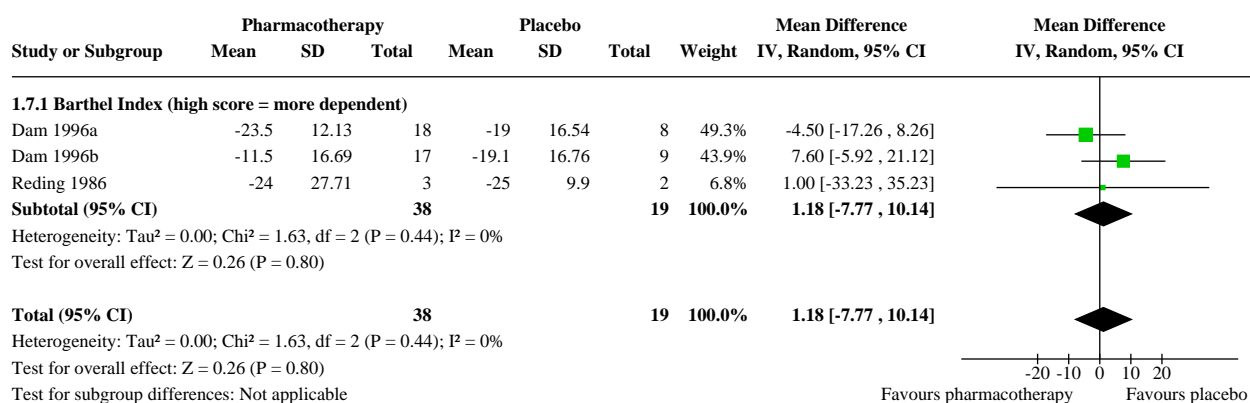 Pharmacotherapy Placebo Mean Difference Mean Difference
Study or Subgroup Mean SD Total Mean SD Total Weight IV, Random, 95% CI IV, Random, 95% CI
1.7.1 Barthel Index (high score = more dependent)
Dam 1996a -23.5 12.13 18 -19 16.54 8 49.3% -4.50 [-17.26 , 8.26]
Dam 1996b -11.5 16.69 17 -19.1 16.76 9 43.9% 7.60 [-5.92 , 21.12]
Reding 1986 -24 27.71 3 -25 9.9 2 6.8% 1.00 [-33.23 , 35.23]
Subtotal (95% CI) 38 19 100.0% 1.18 [-7.77 , 10.14]
Heterogeneity: Tau² = 0.00; Chi² = 1.63, df = 2 (P = 0.44); I² = 0%
Test for overall effect: Z = 0.26 (P = 0.80)
Total (95% CI) 38 19 100.0% 1.18 [-7.77 , 10.14]
Heterogeneity: Tau² = 0.00; Chi² = 1.63, df = 2 (P = 0.44); I² = 0%
Test for overall effect: Z = 0.26 (P = 0.80) -20 -10 0 10 20
Test for subgroup differences: Not applicable Favours pharmacotherapy Favours placebo